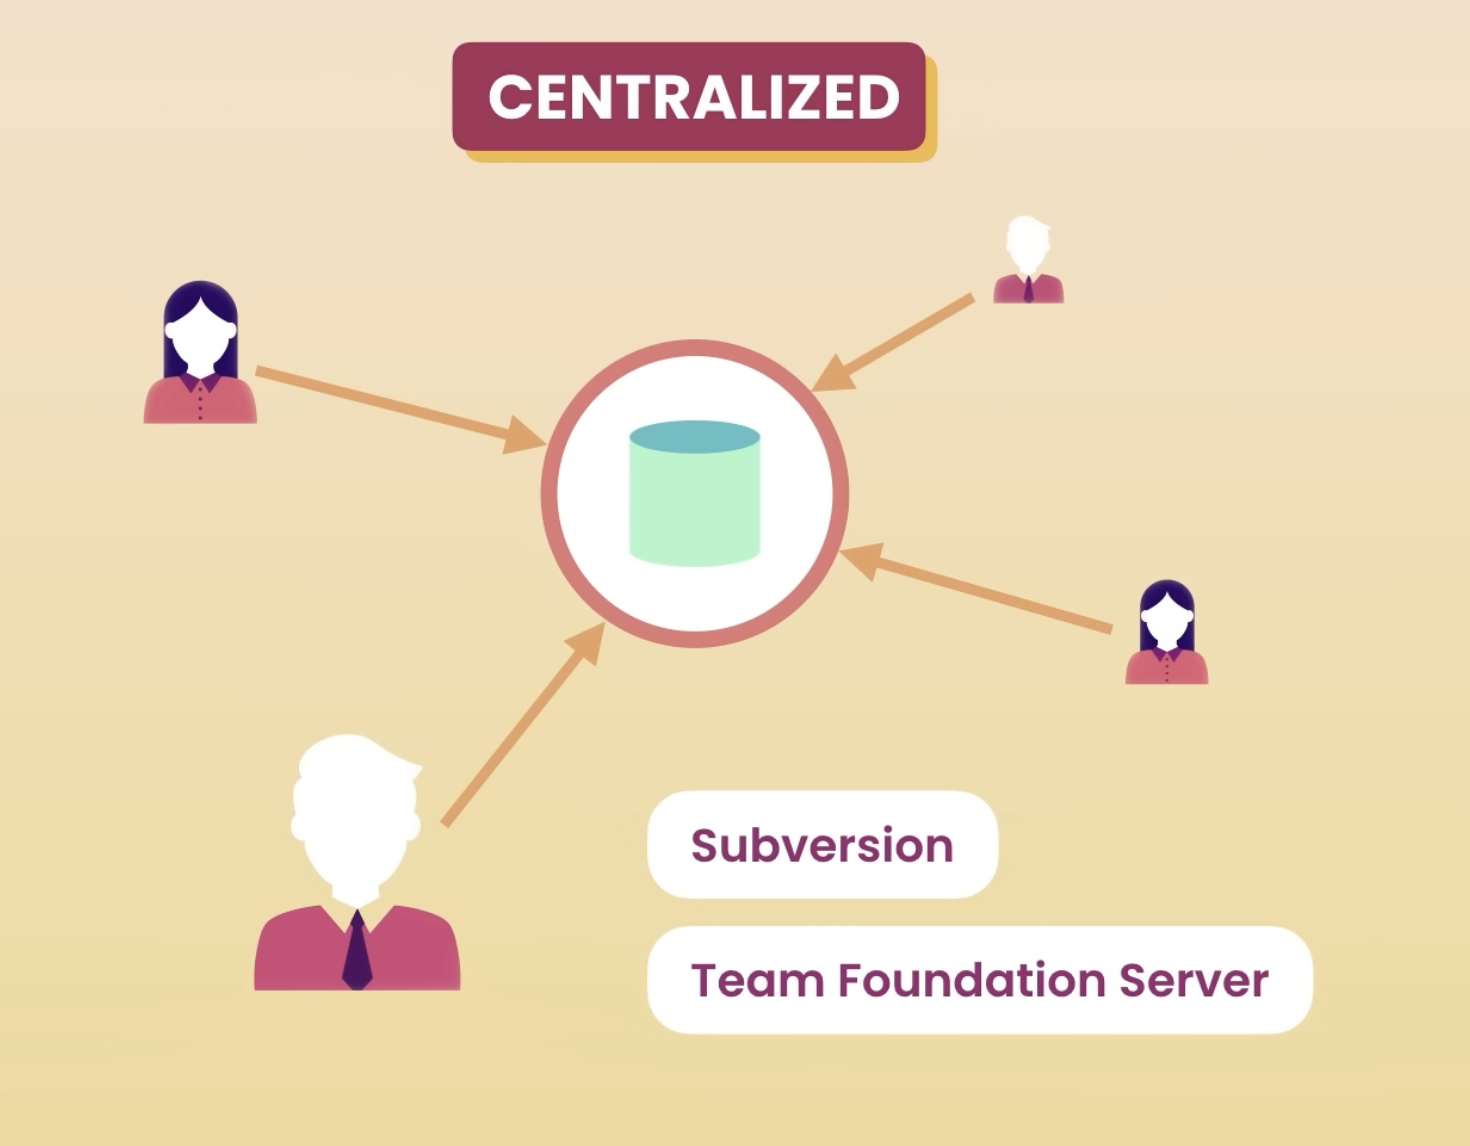 CENTRALIZED
Subversion
Team Foundation Server